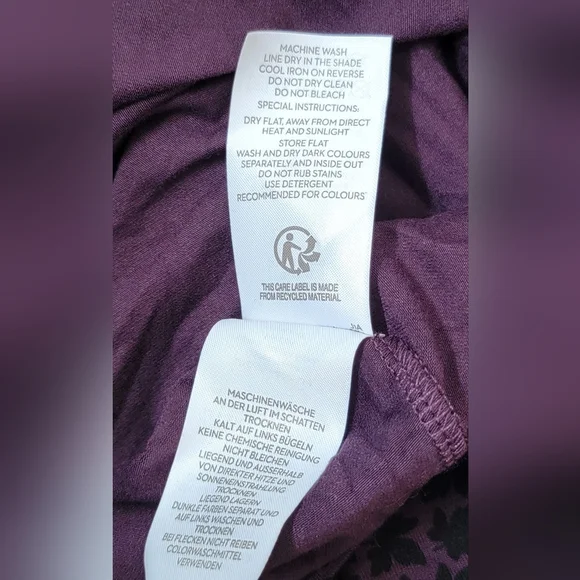 MACHINE WASH
LINE DRY IN THE SHADE
COOL IRON ON REVERSE
DO NOT DRY CLEAN
DO NOT BLEACH
SPECIAL INSTRUCTIONS:
DRY FLAT, AWAY FROM DIRECT
HEAT AND SUNLIGHT
STORE FLAT
WASH AND DRY DARK COLOURS
SEPARATELY AND INSIDE OUT
DO NOT RUB STAINS
USE DETERGENT
RECOMMENDED FOR COLOURS
THIS CARE LABEL IS MADE
FROM RECYCLED MATERIAL
MASCHINENWÄSCHE
AN DER LUFT IM SCHATTEN
TROCKNEN
KALT AUF LINKS BÜGELN
KEINE CHEMISCHE REINIGUNG
NICHT BLEICHEN
LIEGEND UND AUSSERHALB
VON DIREKTER HITZE UND
SONNENEINSTRAHLUNG
TROCKNEN
LIEGEND LAGERN
DUNKLE FARBEN SEPARAT UND
AUF LINKS WASCHEN UND
TROCKNEN
BEI FLECKEN NICHT REIBEN
COLORWASCHMITTEL
VERWENDEN